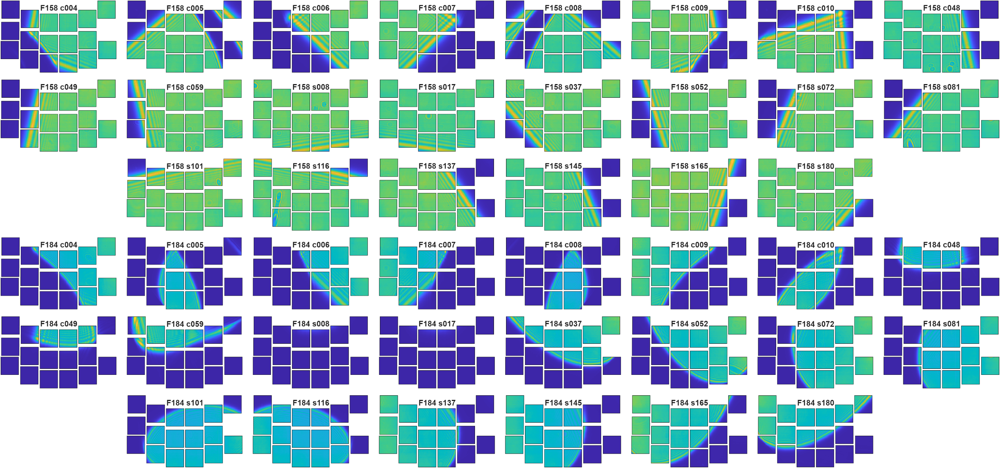 F158 c004
F158 c005
F158 c006
F158 c007
F158 c008
F158 c009
F158 c010
F158 c048
F158 c049
F158 c059
F158 s008
F158 s017
F158 s037
F158 s052
F158 s072
F158 s081
F158 s101
F158 s116
F158 s137
F158 s145
F158 s165
F158 s180
F184 c004
F184 c005
F184 c006
F184 c007
F184 c008
F184 c009
F184 c010
F184 c048
F184 c049
F184 c059
F184 s008
F184 s017
F184 s037
F184 s052
F184 s072
F184 s081
F184 s101
F184 s116
F184 s137
F184 s145
F184 s165
F184 s180